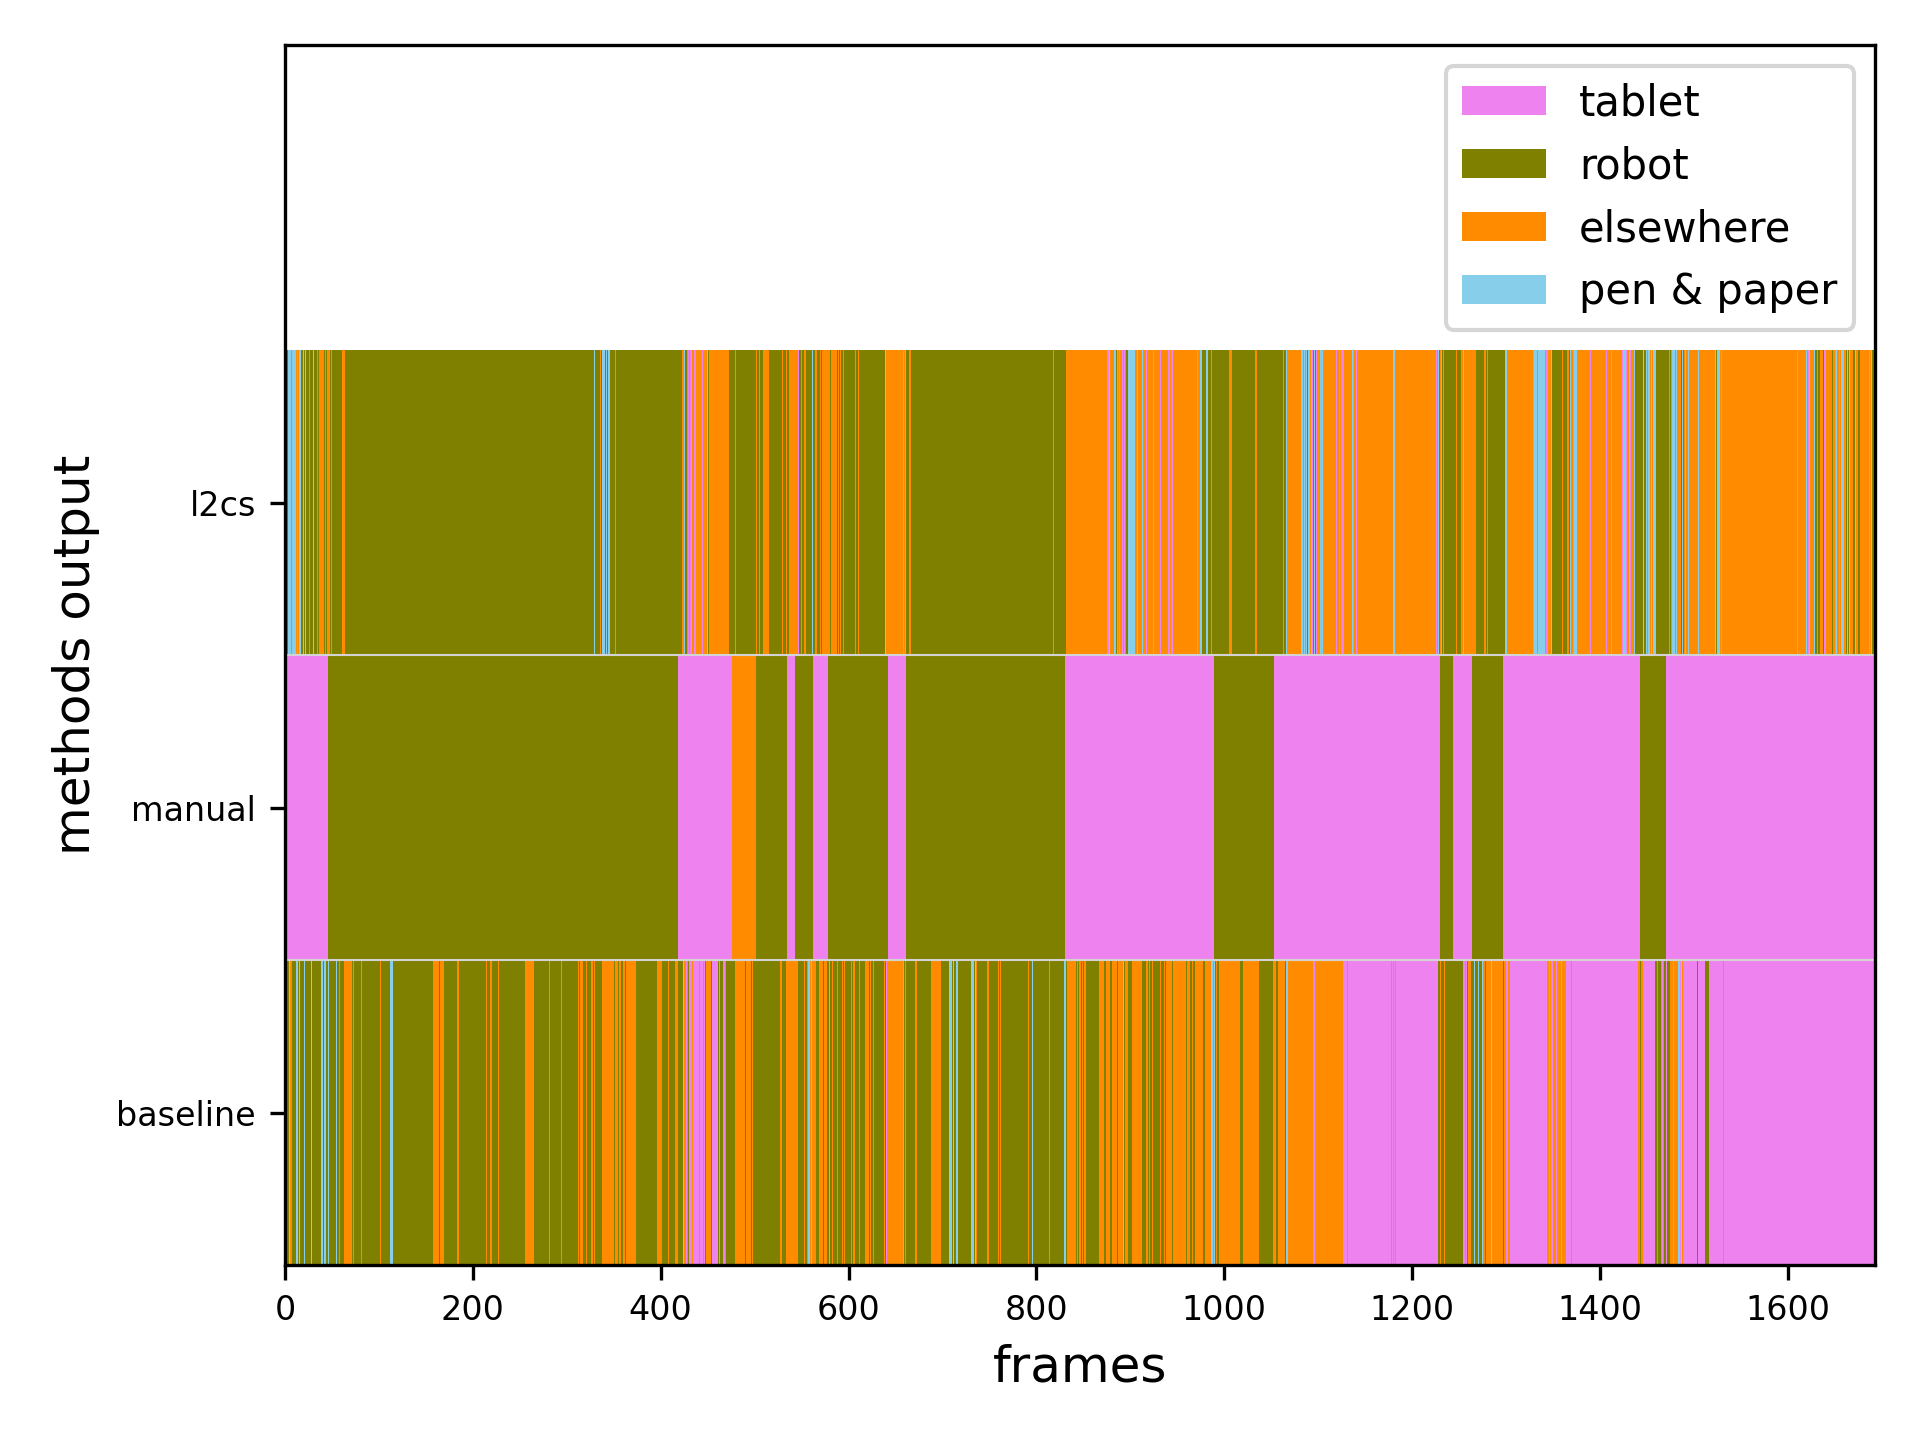 tablet
robot
elsewhere
pen & paper
methods output
l2cs
manual
baseline
0 200 400 600 800 1000 1200 1400 1600
frames